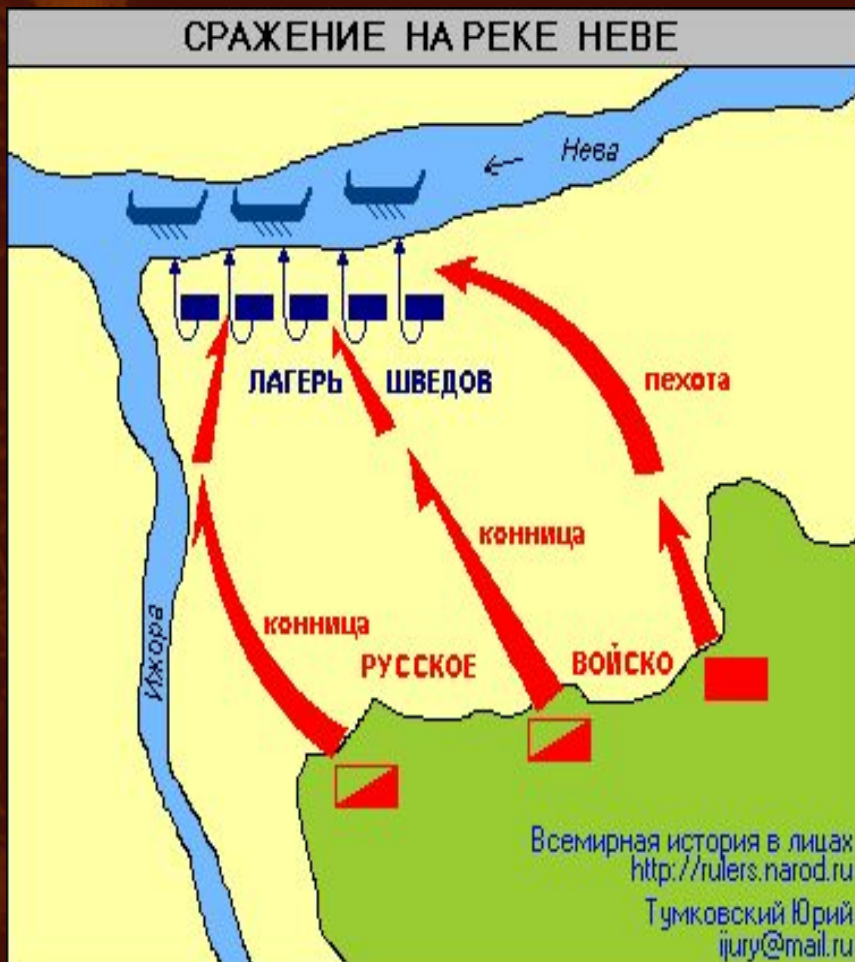 СРАЖЕНИЕ НА РЕКЕ НЕВЕ
Нева
ЛАГЕРЬ ШВЕДОВ
пехота
конница
конница
Ижора
РУССКОЕ ВОЙСКО
Всемирная история в лицах
http://rulers.narod.ru
Тумковский Юрий
ijury@mail.ru